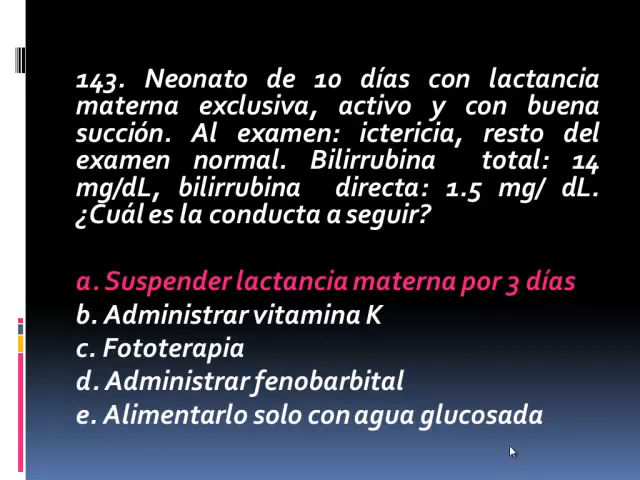 143. Neonato de 10 días con lactancia
materna exclusiva, activo y con buena
succión. Al examen: ictericia, resto del
examen normal. Bilirrubina total: 14
mg/dL, bilirrubina directa: 1.5 mg/ dL.
¿Cuál es la conducta a seguir?
a. Suspender lactancia materna por 3 días
b. Administrar vitamina K
c. Fototerapia
d. Administrar fenobarbital
e. Alimentarlo solo con agua glucosada